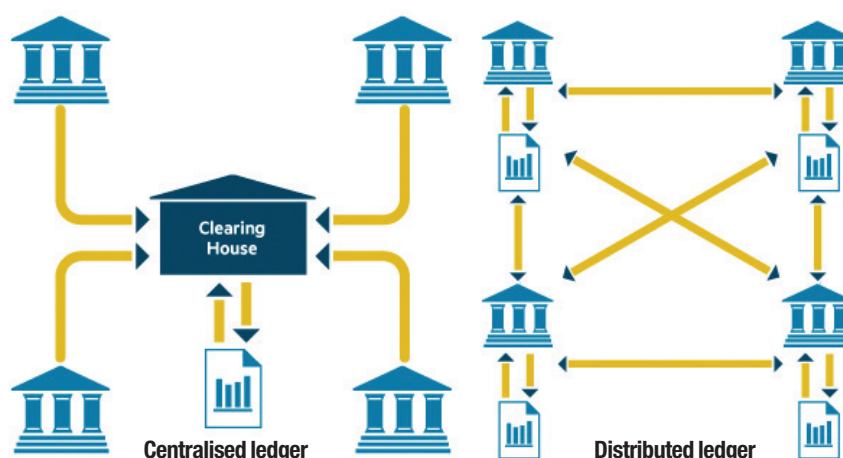 Clearing
House
Centralised ledger
Distributed ledger